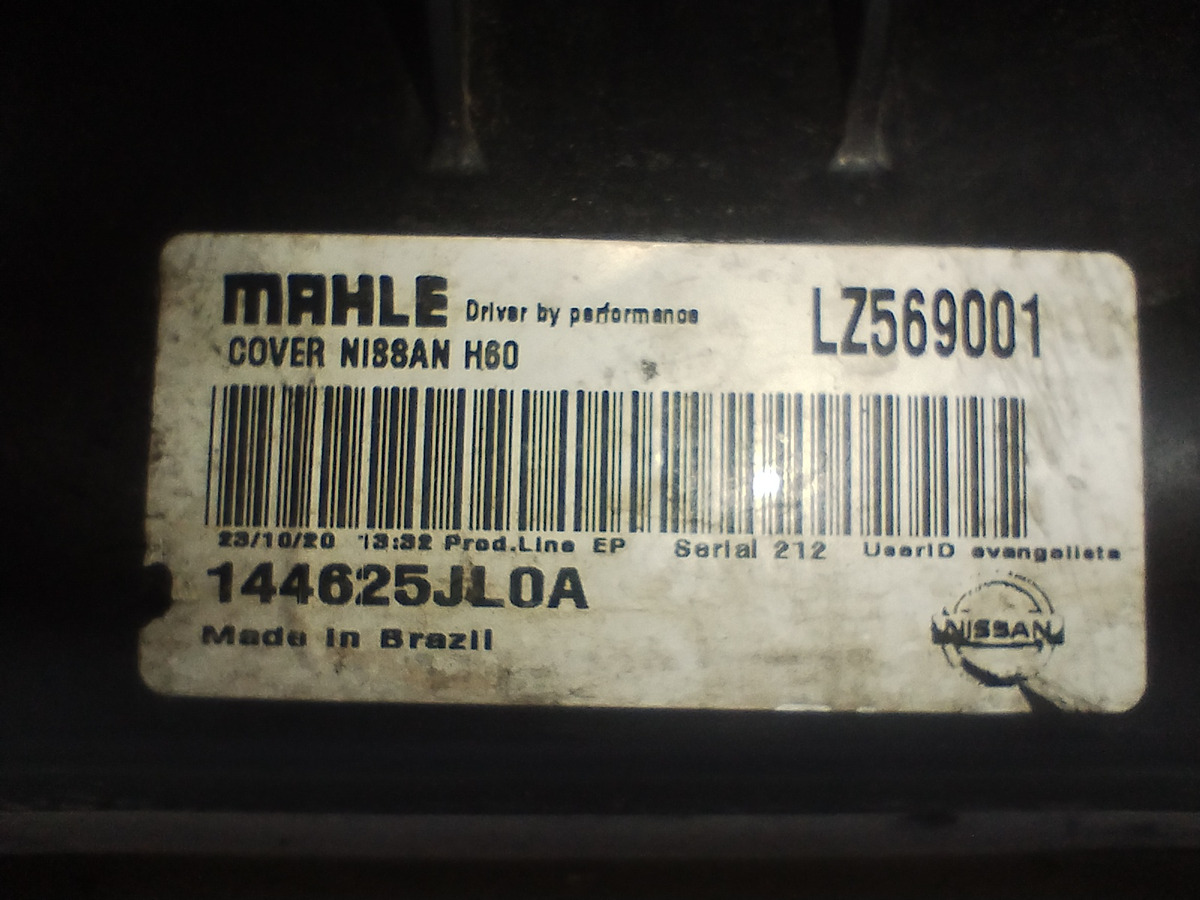 MAHLE Driver by performance LZ569001
COVER NISSAN H60
23/10/20 13:32 Prod.Line EP Serial 212 UserID evangelista
144625JL0A
Made in Brazil
NISSAN